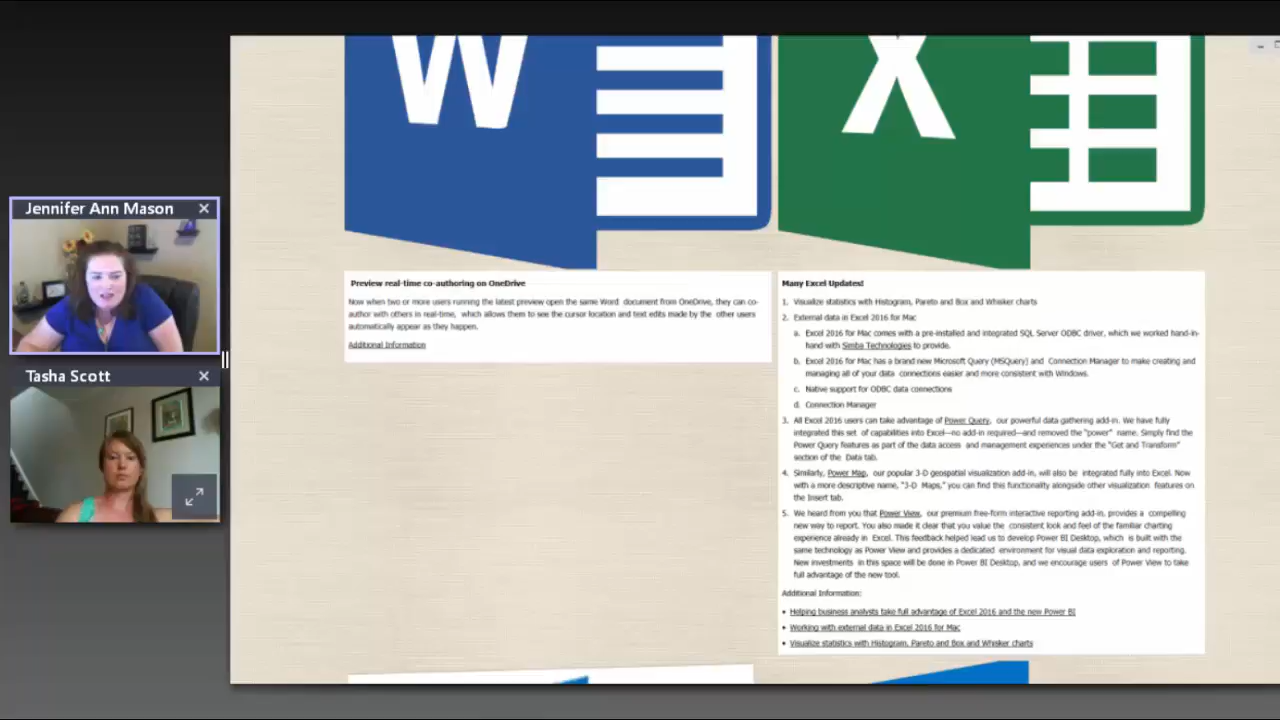 Jennifer Ann Mason
Tasha Scott
W
X
Preview real-time co-authoring on OneDrive
Now when two or more users running the latest preview open the same Word document from OneDrive, they can co-
author with others in real-time, which allows them to see the cursor location and text edits made by the other users
automatically appear as they happen.
Additional Information
Many Excel Updates!
1. Visualize statistics with Histogram, Pareto and Box and Whisker charts
2. External data in Excel 2016 for Mac
a. Excel 2016 for Mac comes with a pre-installed and integrated SQL Server ODBC driver, which we worked hand-in-
hand with Simba Technologies to provide.
b. Excel 2016 for Mac has a brand new Microsoft Query (MSQuery) and Connection Manager to make creating and
managing all of your data connections easier and more consistent with Windows.
c. Native support for ODBC data connections
d. Connection Manager
3. All Excel 2016 users can take advantage of Power Query, our powerful data gathering add-in. We have fully
integrated this set of capabilities into Excel—no add-in required—and removed the "power" name. Simply find the
Power Query features as part of the data access and management experiences under the "Get and Transform"
section of the Data tab.
4. Similarly, Power Map, our popular 3-D geospatial visualization add-in, will also be integrated fully into Excel. Now
with a more descriptive name, "3-D Maps," you can find this functionality alongside other visualization features on
the Insert tab.
5. We heard from you that Power View, our premium free-form interactive reporting add-in, provides a compelling
new way to report. You also made it clear that you value the consistent look and feel of the familiar charting
experience already in Excel. This feedback helped lead us to develop Power BI Desktop, which is built with the
same technology as Power View and provides a dedicated environment for visual data exploration and reporting.
New investments in this space will be done in Power BI Desktop, and we encourage users of Power View to take
full advantage of the new tool.
Additional Information:
• Helping business analysts take full advantage of Excel 2016 and the new Power BI
• Working with external data in Excel 2016 for Mac
• Visualize statistics with Histogram, Pareto and Box and Whisker charts